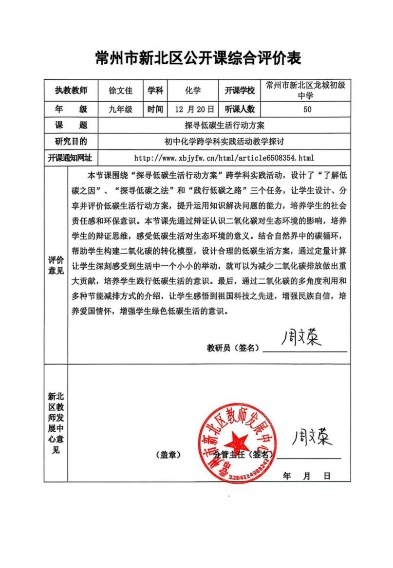 常州市新北区公开课综合评价表
执教教师 徐文佳 学科 化学 开课学校 常州市新北区龙城初级中学
年 级 九年级 时间 12 月 20 日 听课人数 50
课 题 探寻低碳生活行动方案
研究目的 初中化学跨学科实践活动教学探讨
开课通知网址 http://www.xbjyfw.cn/html/article6508354.html
评价意见
本节课围绕“探寻低碳生活行动方案”跨学科实践活动，设计了“了解低
碳之因”、“探寻低碳之法”和“践行低碳之路”三个任务，让学生设计、分
享并评价低碳生活行动方案，提升运用知识解决问题的能力，培养学生的社会
责任感和环保意识。本节课先通过辩证认识二氧化碳对生态环境的影响，培养
学生的辩证思维，感受低碳生活对生态环境的意义。结合自然界中的碳循环，
帮助学生构建二氧化碳的转化模型，设计合理的低碳生活方案，通过定量计算
让学生深刻感受到生活中一个小小的举动，就可以为减少二氧化碳排放做出重
大贡献，培养学生践行低碳生活的意识。最后，通过二氧化碳的多角度利用和
多种节能减排方式的介绍，让学生感悟到祖国科技之先进，增强民族自信，培
养爱国情怀，增强学生绿色低碳生活的意识。
教研员（签名） 周文荣
新北区教师发展中心意见
常州市新北区教师发展中心
（盖章） 分管主任（签名） 周文荣
年 月 日